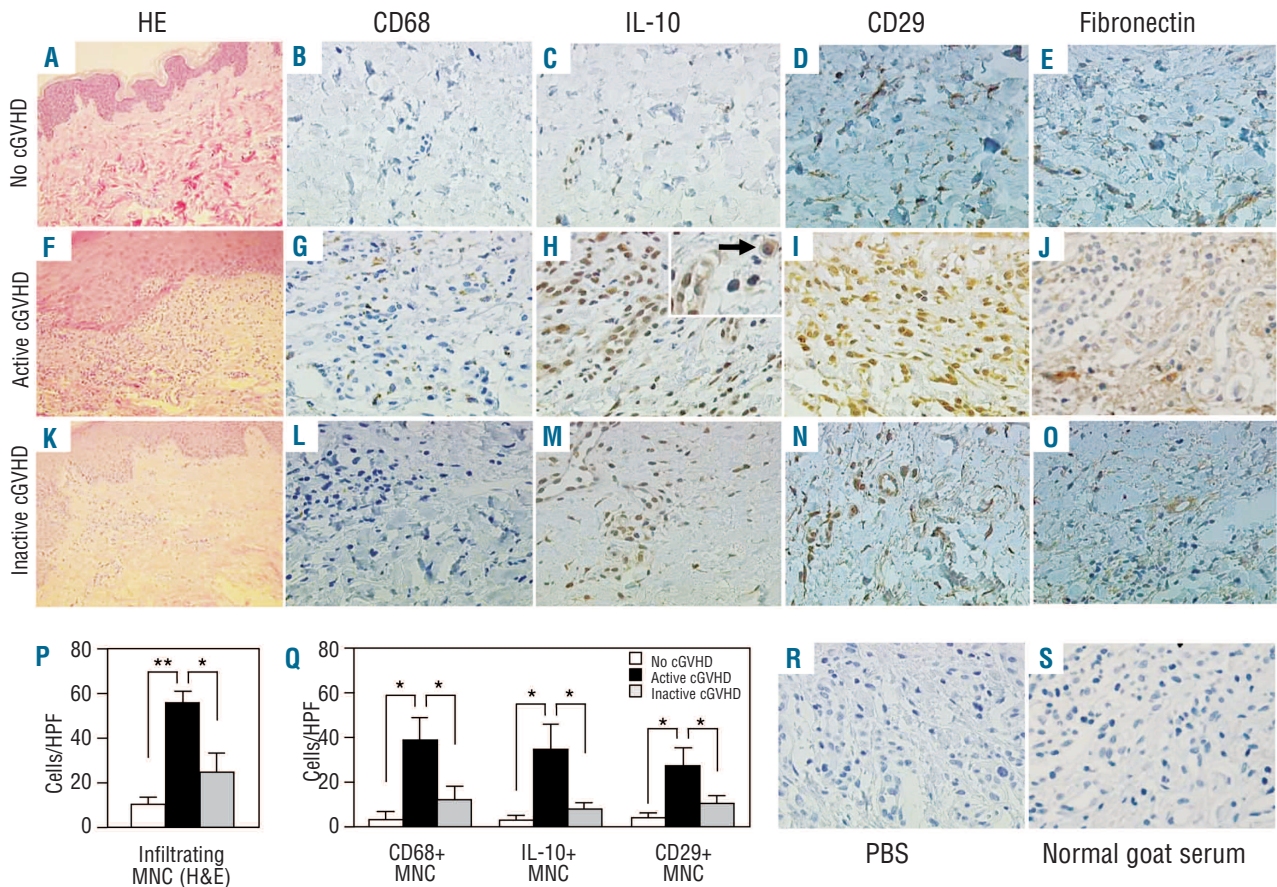 HE CD68 IL-10 CD29 Fibronectin
No cGVHD
A B C D E
Active cGVHD
F G H I J
Inactive cGVHD
K L M N O
P
80
60
40
20
0
Cells/HPF
** *
Infiltrating
MNC (H&E)
Q
80
60
40
20
0
Cells/HPF
No cGVHD
Active cGVHD
Inactive cGVHD
* * * * * *
CD68+ IL-10+ CD29+
MNC MNC MNC
R S
PBS Normal goat serum